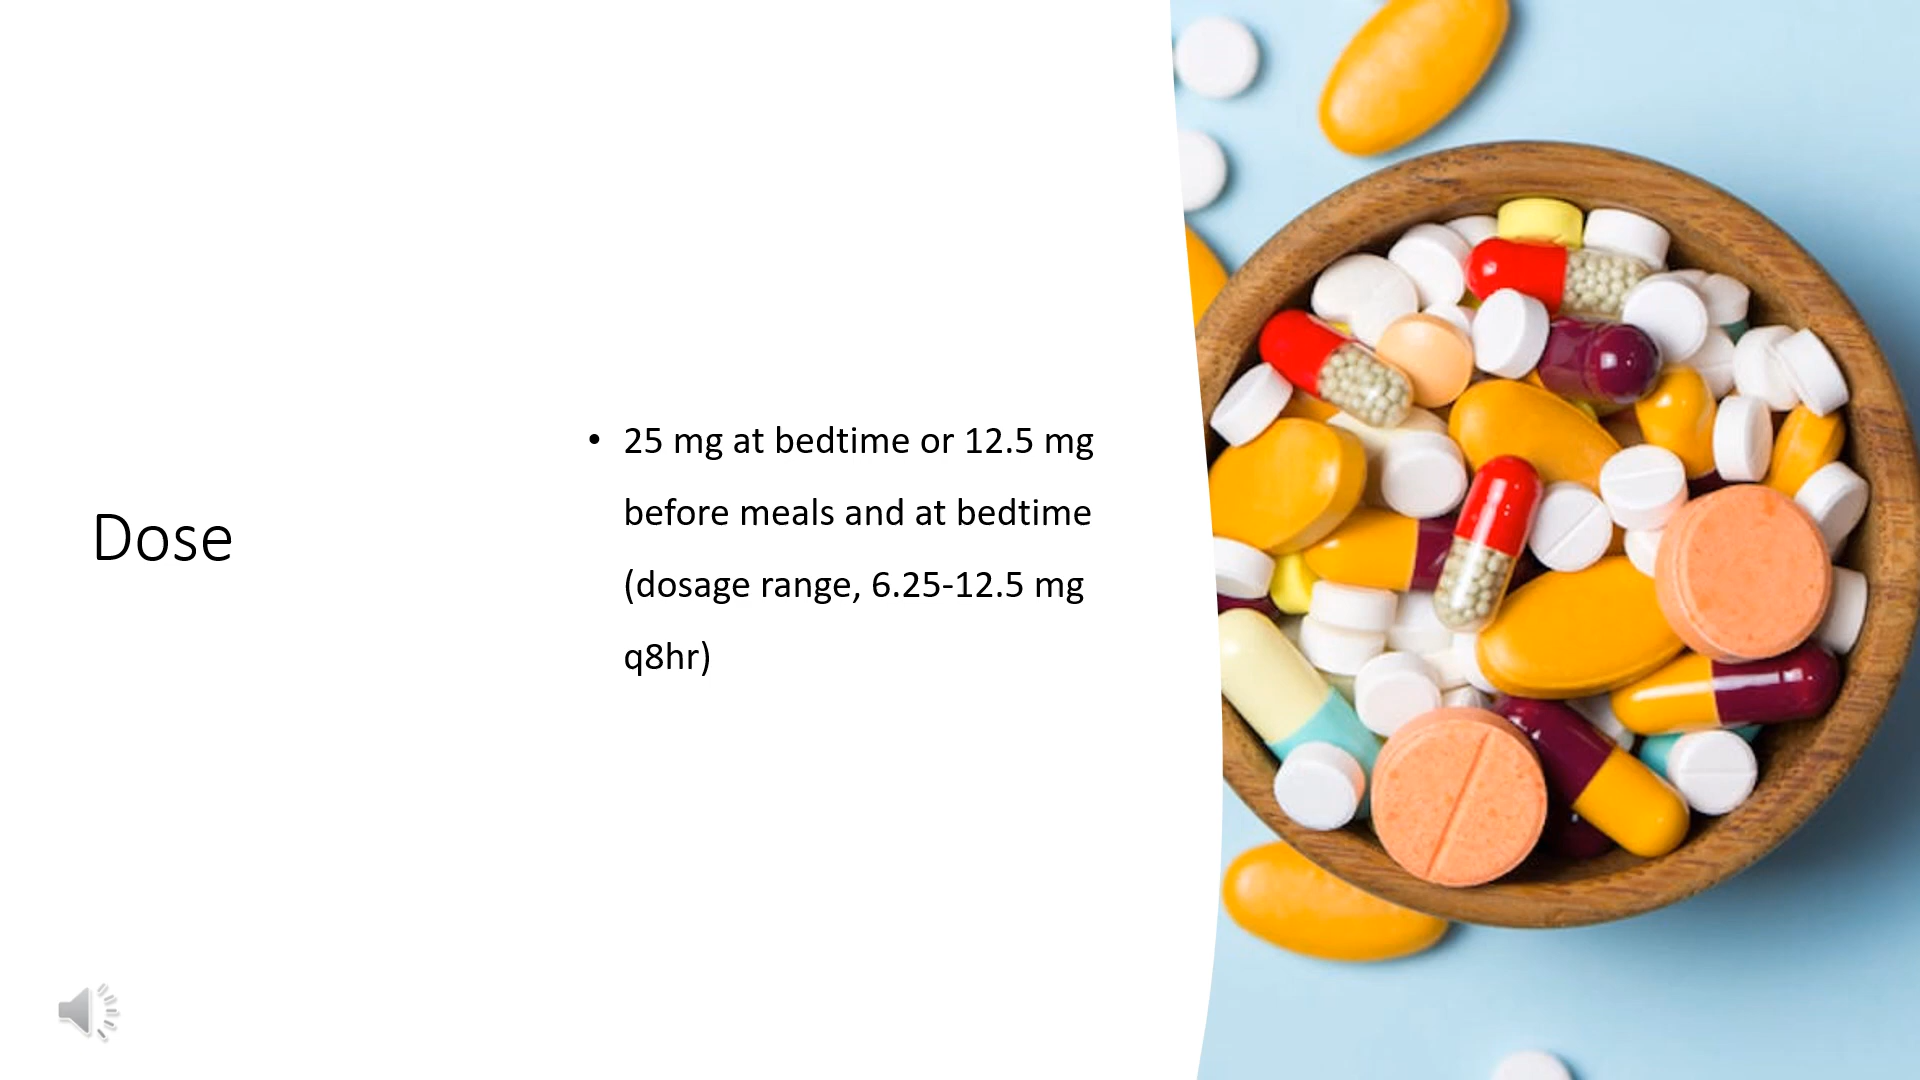 Dose
• 25 mg at bedtime or 12.5 mg
before meals and at bedtime
(dosage range, 6.25-12.5 mg
q8hr)